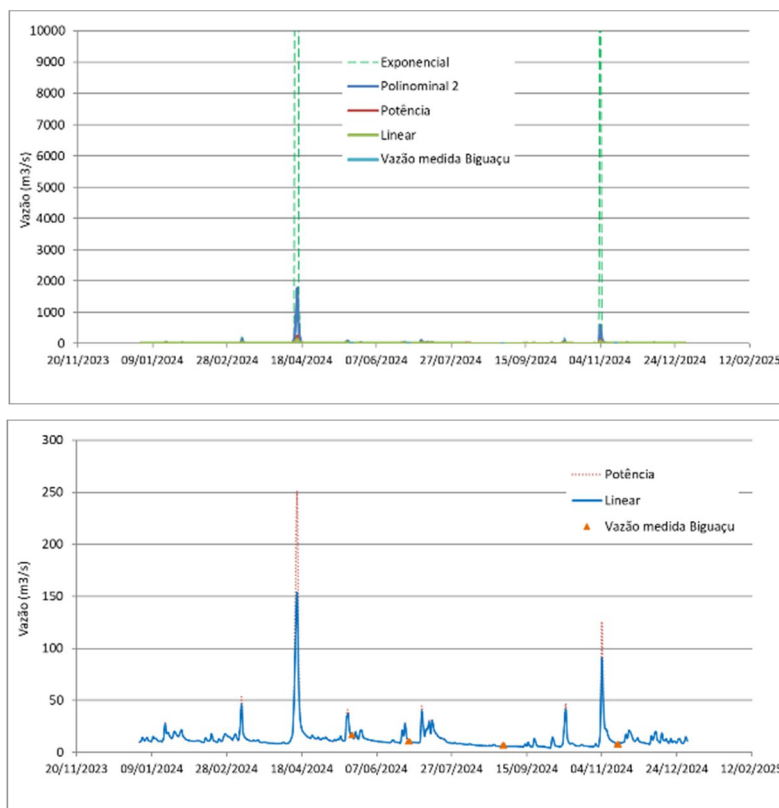 10000
9000
8000
7000
6000
5000
4000
3000
2000
1000
0
Vazão (m3/s)
Exponencial
Polinominal 2
Potência
Linear
Vazão medida Biguaçu
20/11/2023 09/01/2024 28/02/2024 18/04/2024 07/06/2024 27/07/2024 15/09/2024 04/11/2024 24/12/2024 12/02/2025
300
250
200
150
100
50
0
Vazão (m3/s)
Potência
Linear
Vazão medida Biguaçu
20/11/2023 09/01/2024 28/02/2024 18/04/2024 07/06/2024 27/07/2024 15/09/2024 04/11/2024 24/12/2024 12/02/2025